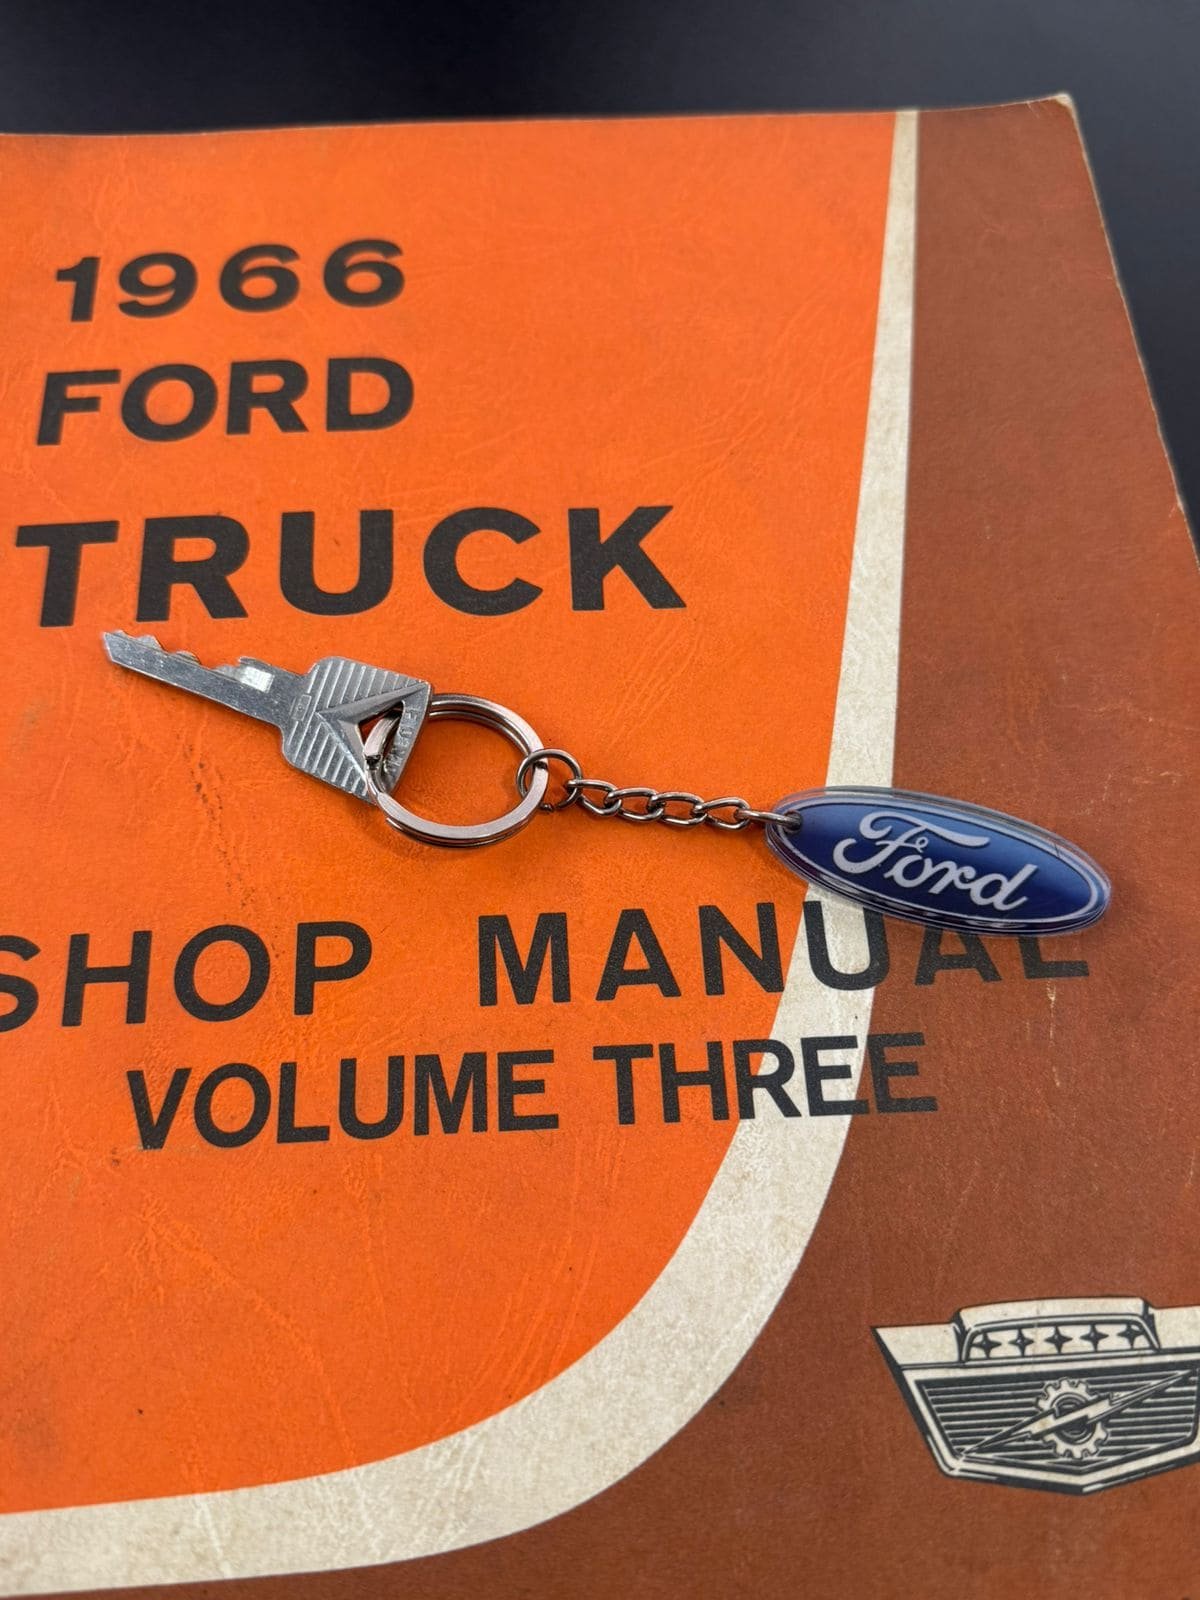 1966
FORD
TRUCK
Ford
SHOP MANUAL
VOLUME THREE